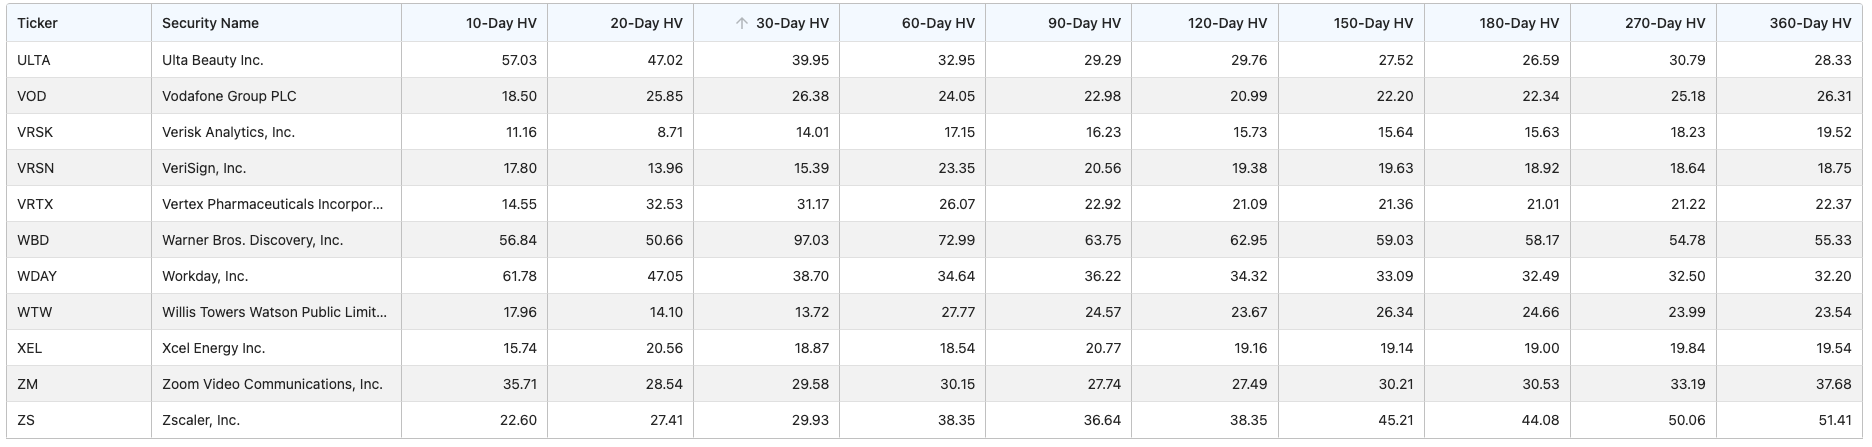 Ticker Security Name 10-Day HV 20-Day HV ↑ 30-Day HV 60-Day HV 90-Day HV 120-Day HV 150-Day HV 180-Day HV 270-Day HV 360-Day HV
ULTA Ulta Beauty Inc. 57.03 47.02 39.95 32.95 29.29 29.76 27.52 26.59 30.79 28.33
VOD Vodafone Group PLC 18.50 25.85 26.38 24.05 22.98 20.99 22.20 22.34 25.18 26.31
VRSK Verisk Analytics, Inc. 11.16 8.71 14.01 17.15 16.23 15.73 15.64 15.63 18.23 19.52
VRSN VeriSign, Inc. 17.80 13.96 15.39 23.35 20.56 19.38 19.63 18.92 18.64 18.75
VRTX Vertex Pharmaceuticals Incorpor... 14.55 32.53 31.17 26.07 22.92 21.09 21.36 21.01 21.22 22.37
WBD Warner Bros. Discovery, Inc. 56.84 50.66 97.03 72.99 63.75 62.95 59.03 58.17 54.78 55.33
WDAY Workday, Inc. 61.78 47.05 38.70 34.64 36.22 34.32 33.09 32.49 32.50 32.20
WTW Willis Towers Watson Public Limit... 17.96 14.10 13.72 27.77 24.57 23.67 26.34 24.66 23.99 23.54
XEL Xcel Energy Inc. 15.74 20.56 18.87 18.54 20.77 19.16 19.14 19.00 19.84 19.54
ZM Zoom Video Communications, Inc. 35.71 28.54 29.58 30.15 27.74 27.49 30.21 30.53 33.19 37.68
ZS Zscaler, Inc. 22.60 27.41 29.93 38.35 36.64 38.35 45.21 44.08 50.06 51.41